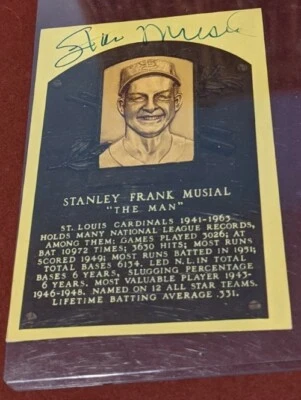 Stan Musial
STANLEY FRANK MUSIAL
"THE MAN"
ST. LOUIS CARDINALS 1941-1963
HOLDS MANY NATIONAL LEAGUE RECORDS,
AMONG THEM: GAMES PLAYED 3026; AT
BAT 10972 TIMES; 3630 HITS; MOST RUNS
SCORED 1949; MOST RUNS BATTED IN 1951;
TOTAL BASES 6134. LED N.L. IN TOTAL
BASES 6 YEARS, SLUGGING PERCENTAGE
6 YEARS. MOST VALUABLE PLAYER 1943-
1946-1948. NAMED ON 12 ALL STAR TEAMS.
LIFETIME BATTING AVERAGE .331.